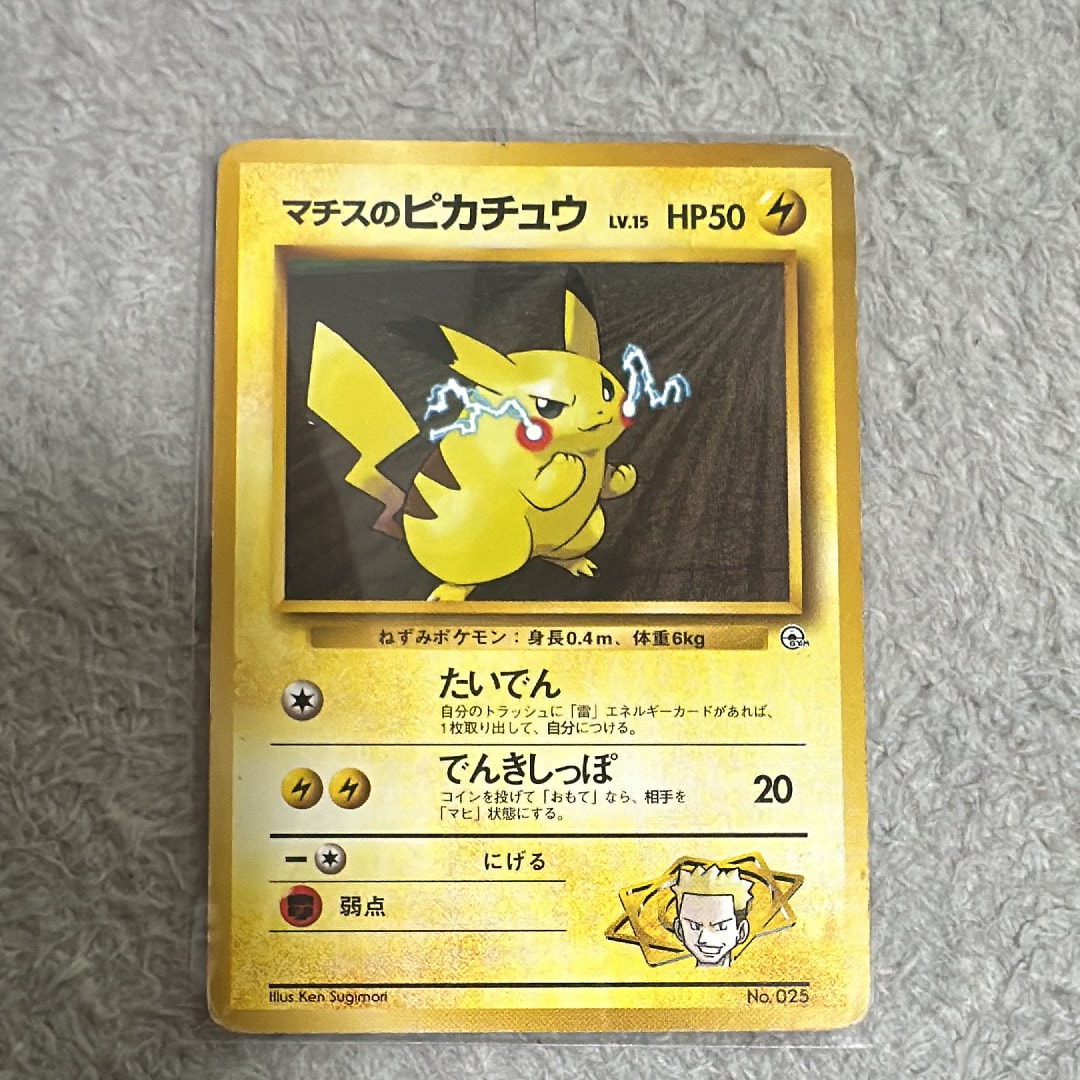 マチスのピカチュウ LV.15 HP50
ねずみポケモン：身長0.4m、体重6kg
GYM
たいでん
自分のトラッシュに「雷」エネルギーカードがあれば、
1枚取り出して、自分につける。
でんきしっぽ 20
コインを投げて「おもて」なら、相手を
「マヒ」状態にする。
にげる
弱点
Illus. Ken Sugimori No. 025